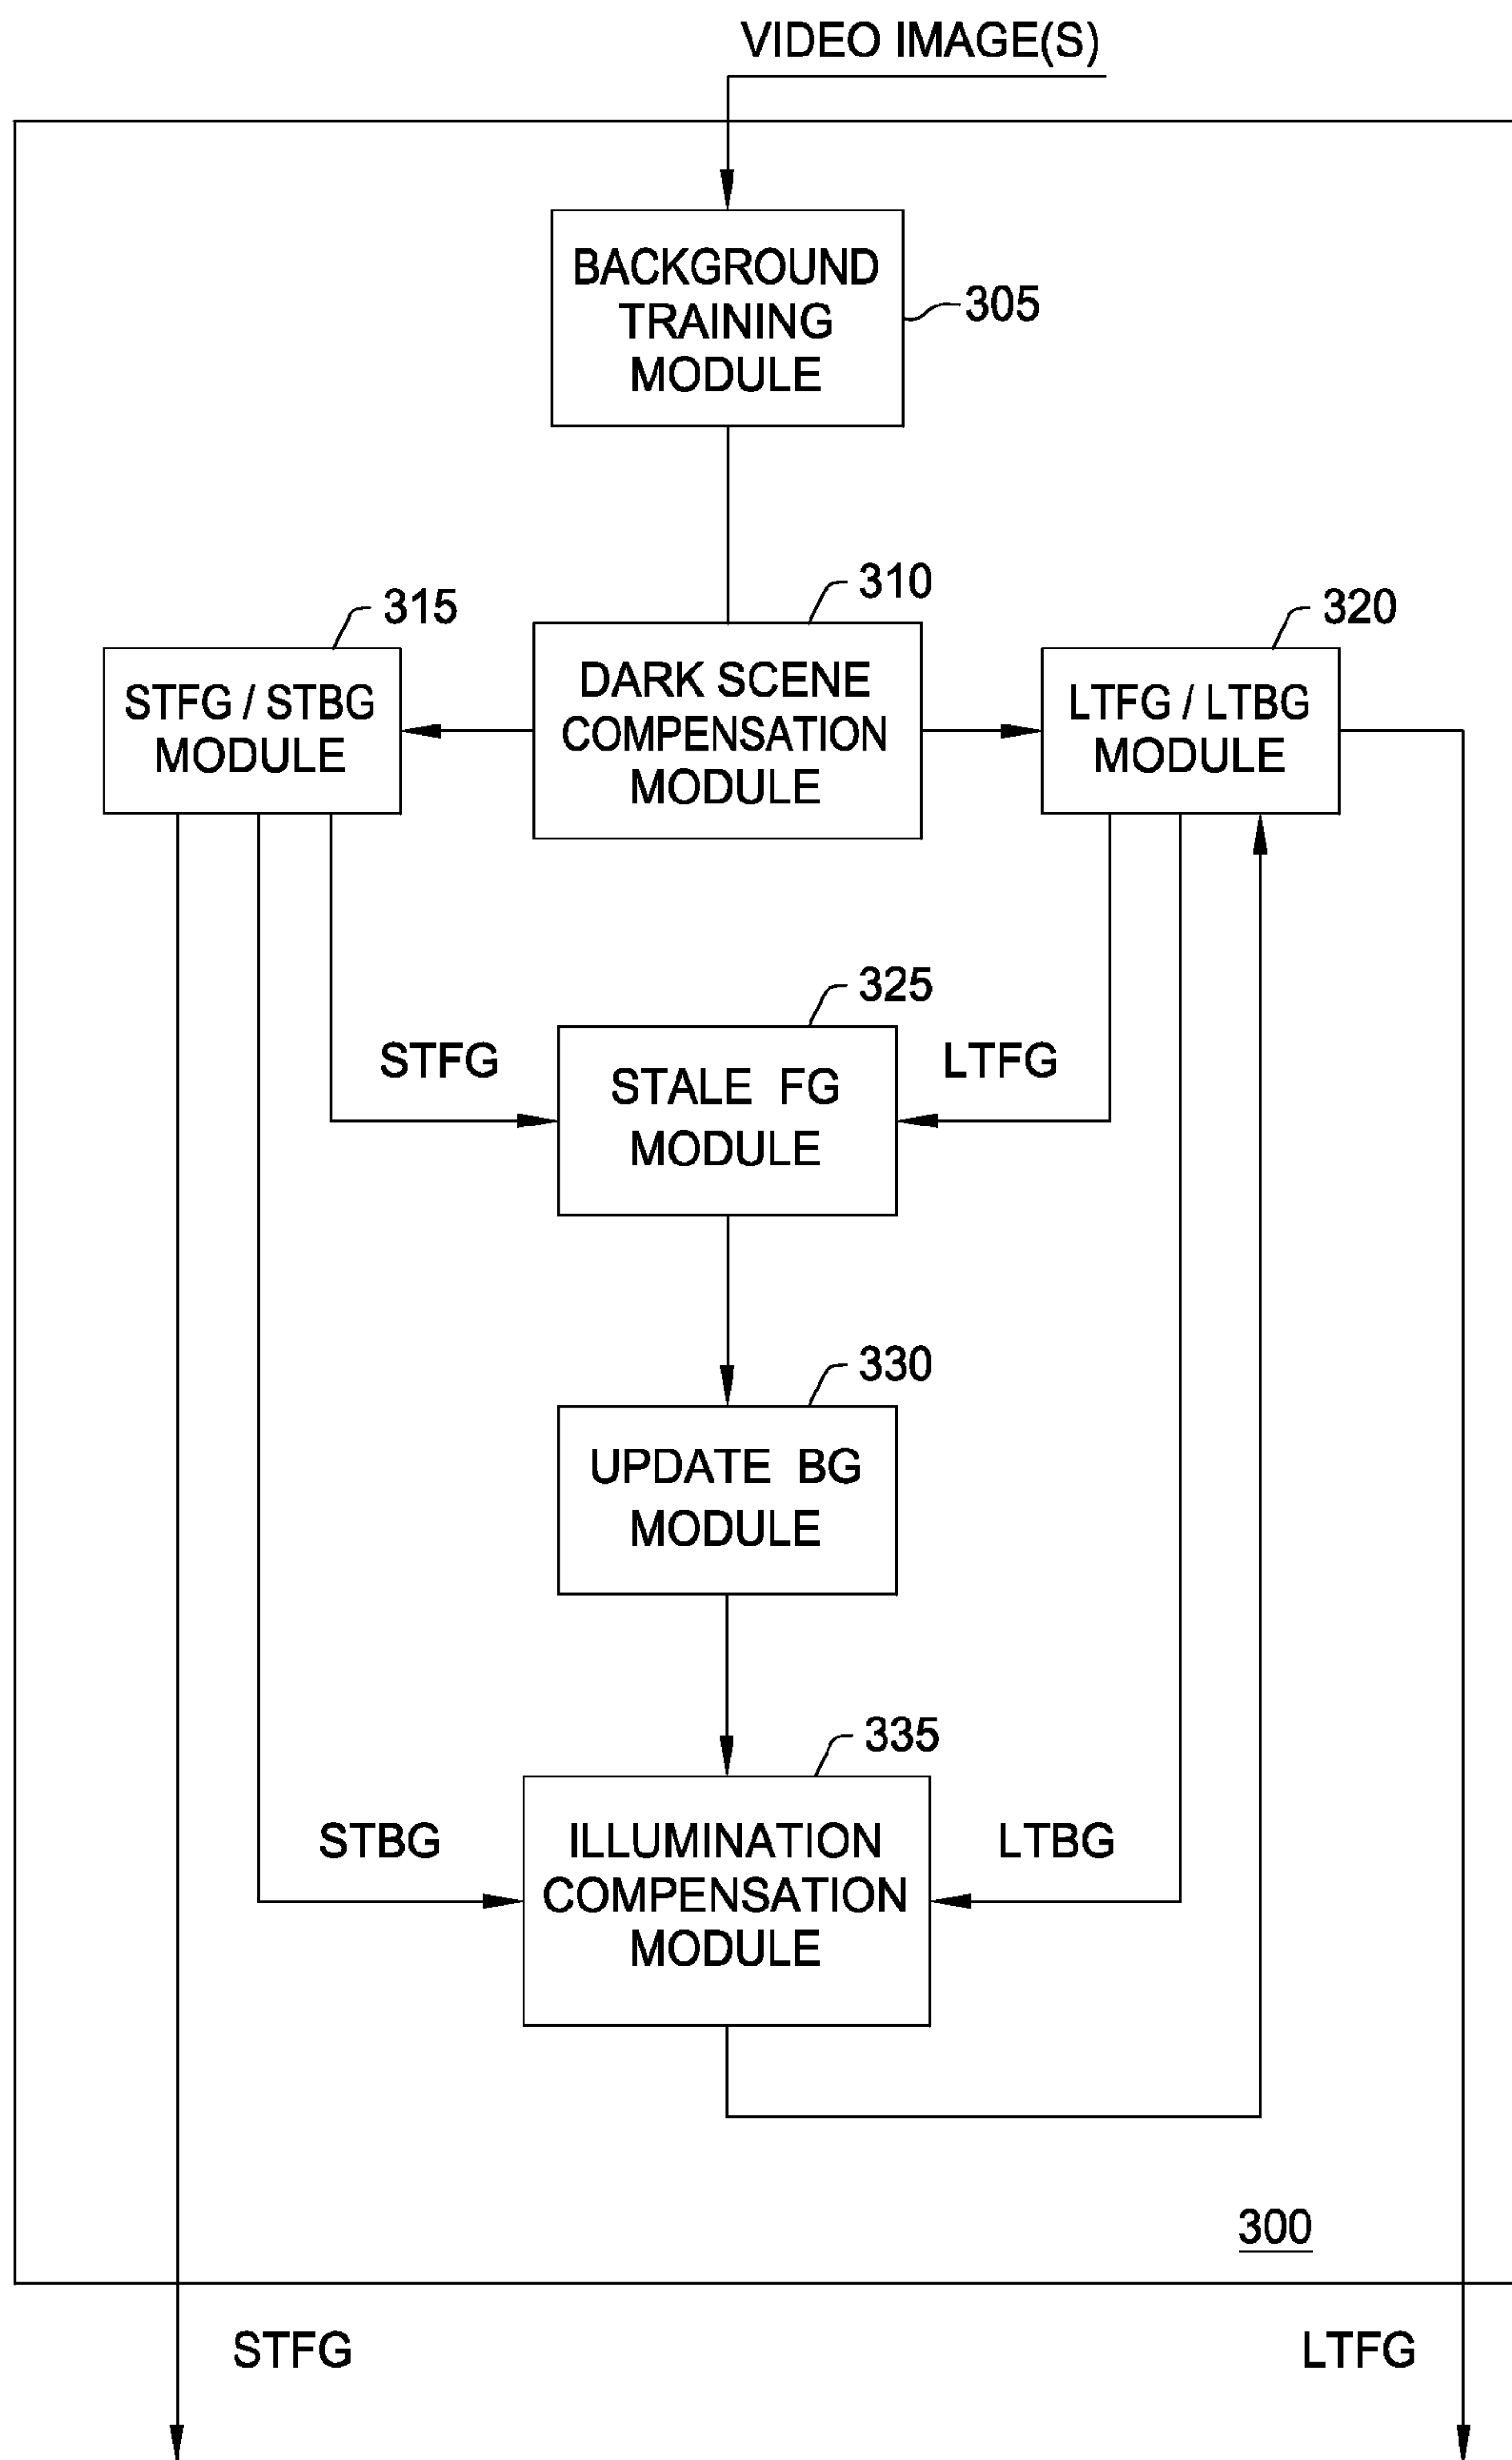 VIDEO IMAGE(S)
BACKGROUND
TRAINING
MODULE
305
310
315
320
STFG / STBG
MODULE
DARK SCENE
COMPENSATION
MODULE
LTFG / LTBG
MODULE
325
STFG
STALE FG
MODULE
LTFG
330
UPDATE BG
MODULE
335
STBG
ILLUMINATION
COMPENSATION
MODULE
LTBG
300
STFG
LTFG